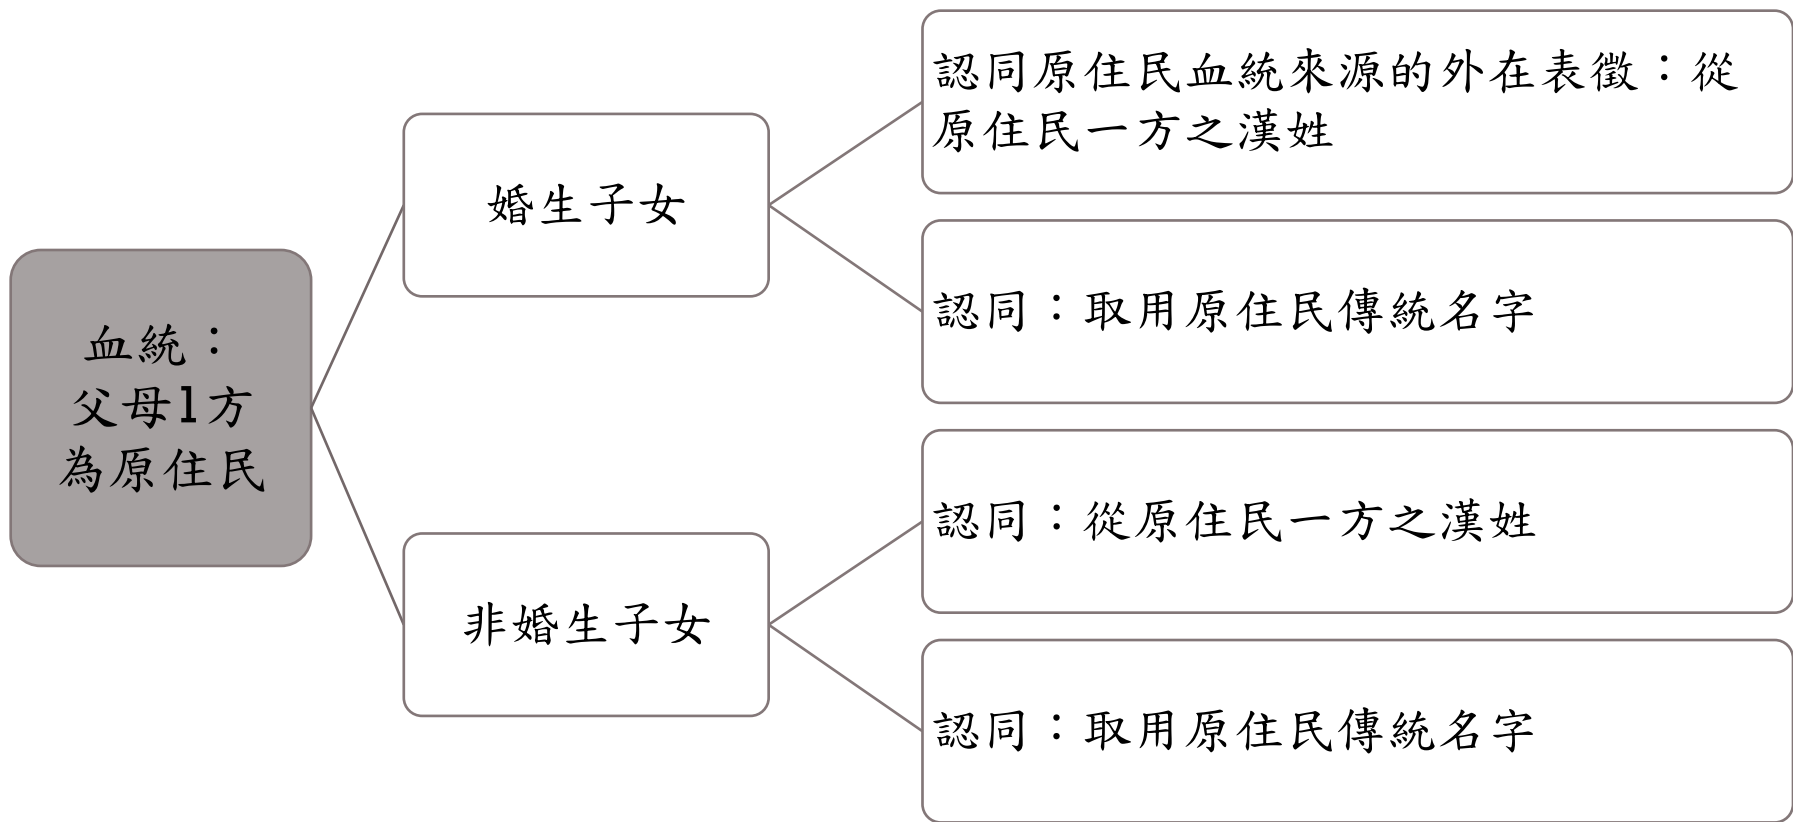 血統：
父母1方
為原住民
婚生子女
認同原住民血統來源的外在表徵：從
原住民一方之漢姓
認同：取用原住民傳統名字
非婚生子女
認同：從原住民一方之漢姓
認同：取用原住民傳統名字